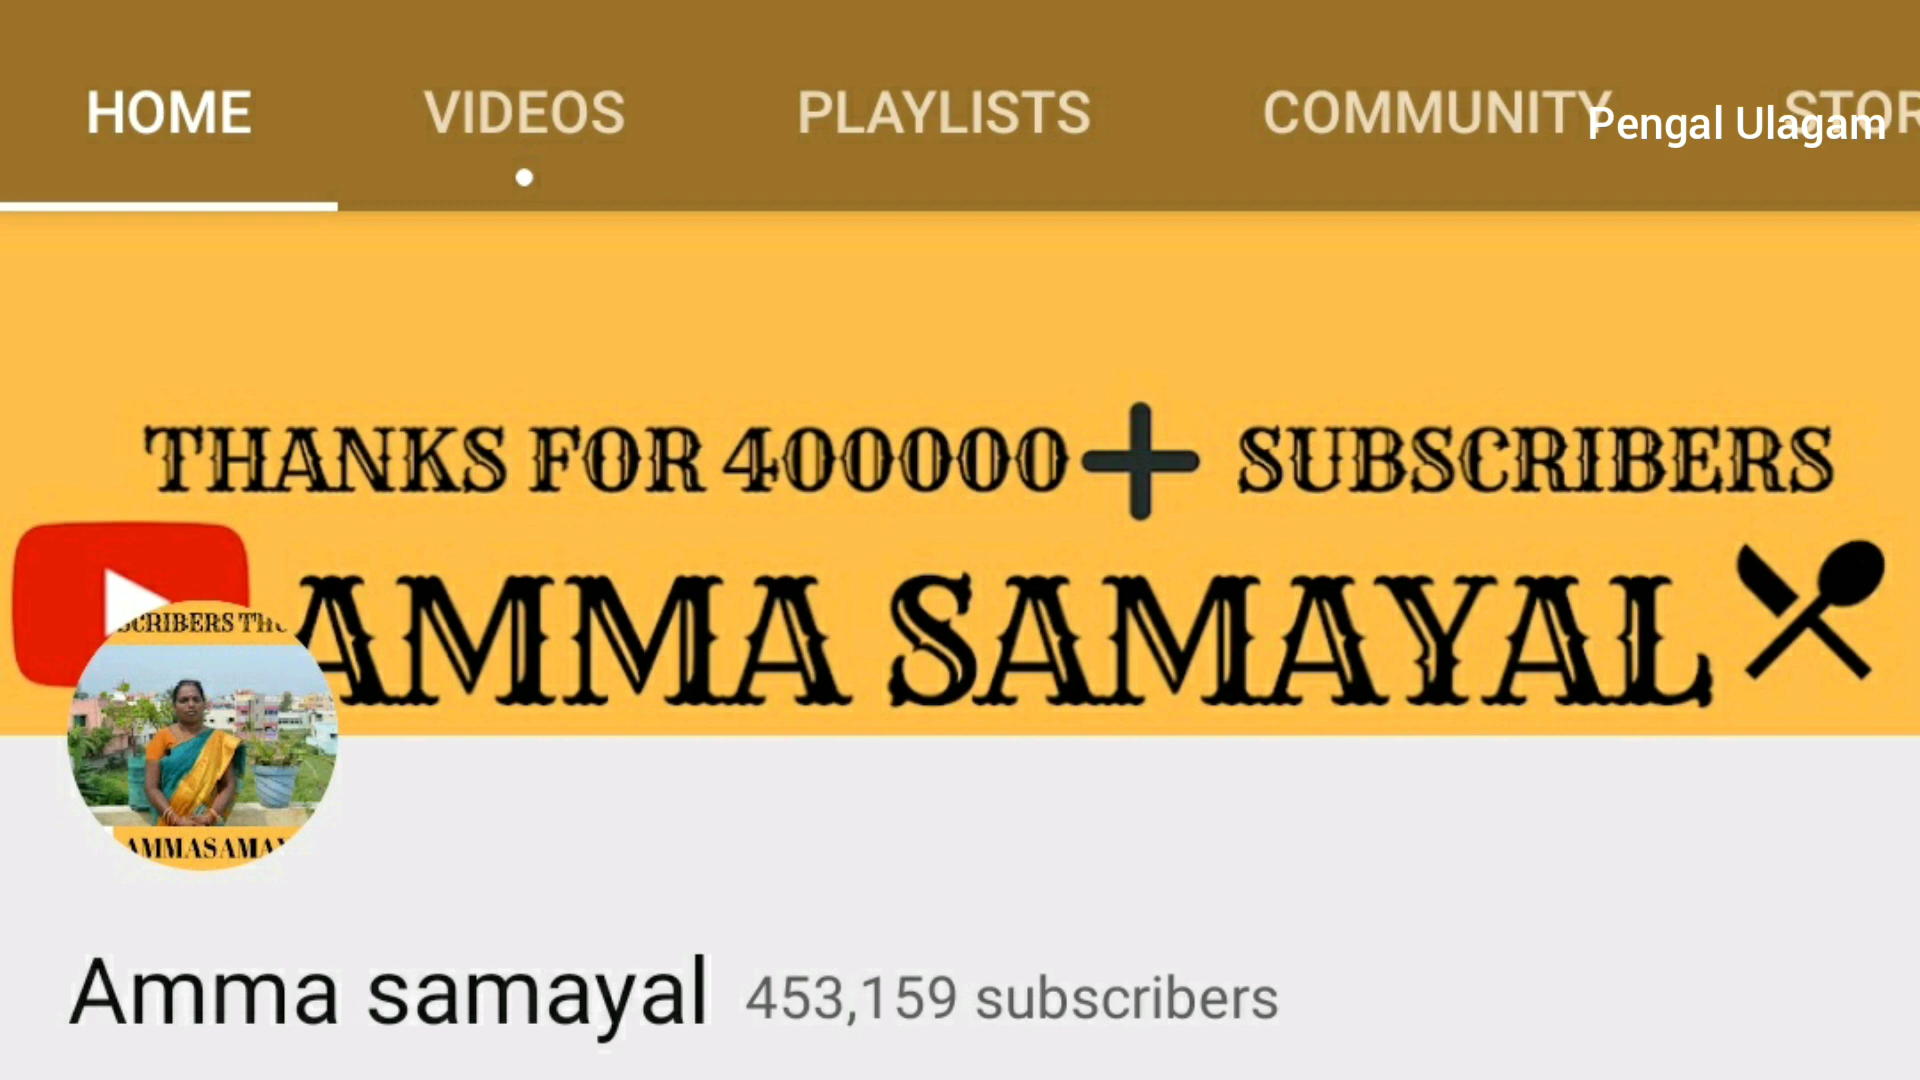 HOME VIDEOS PLAYLISTS COMMUNITY
Pengal Ulagam
THANKS FOR 400000➕ SUBSCRIBERS
AMMA SAMAYAL
Amma samayal 453,159 subscribers